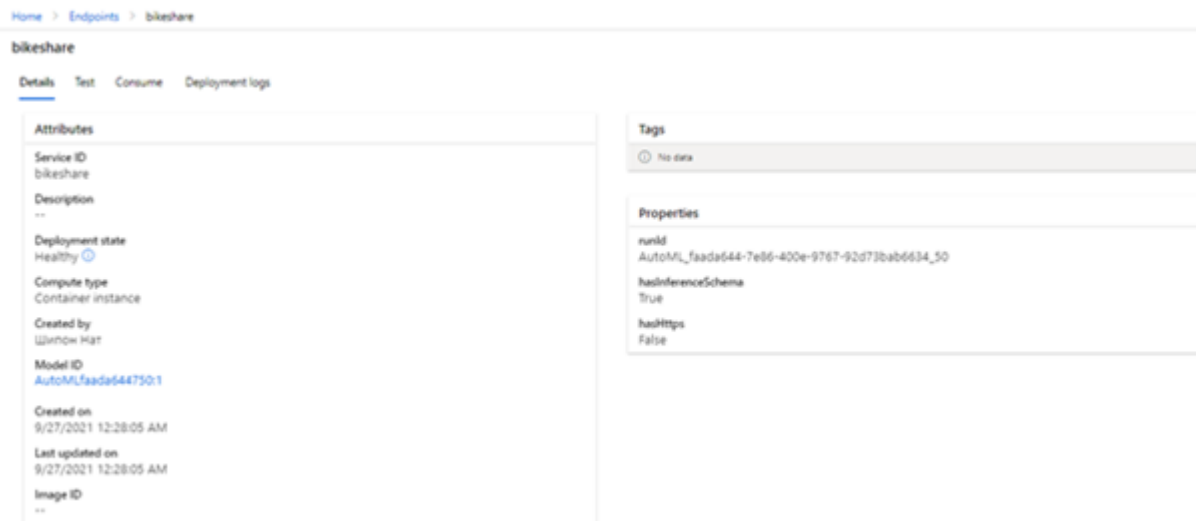 Home > Endpoints > bikeshare
bikeshare
Details Test Consume Deployment logs
Attributes
Service ID
bikeshare
Description
--
Deployment state
Healthy
Compute type
Container instance
Created by
Шипон Нат
Model ID
AutoMLfaada644750:1
Created on
9/27/2021 12:28:05 AM
Last updated on
9/27/2021 12:28:05 AM
Image ID
--
Tags
No data
Properties
runId
AutoML_faada644-7e86-400e-9767-92d73bab6634_50
hasInferenceSchema
True
hasHttps
False